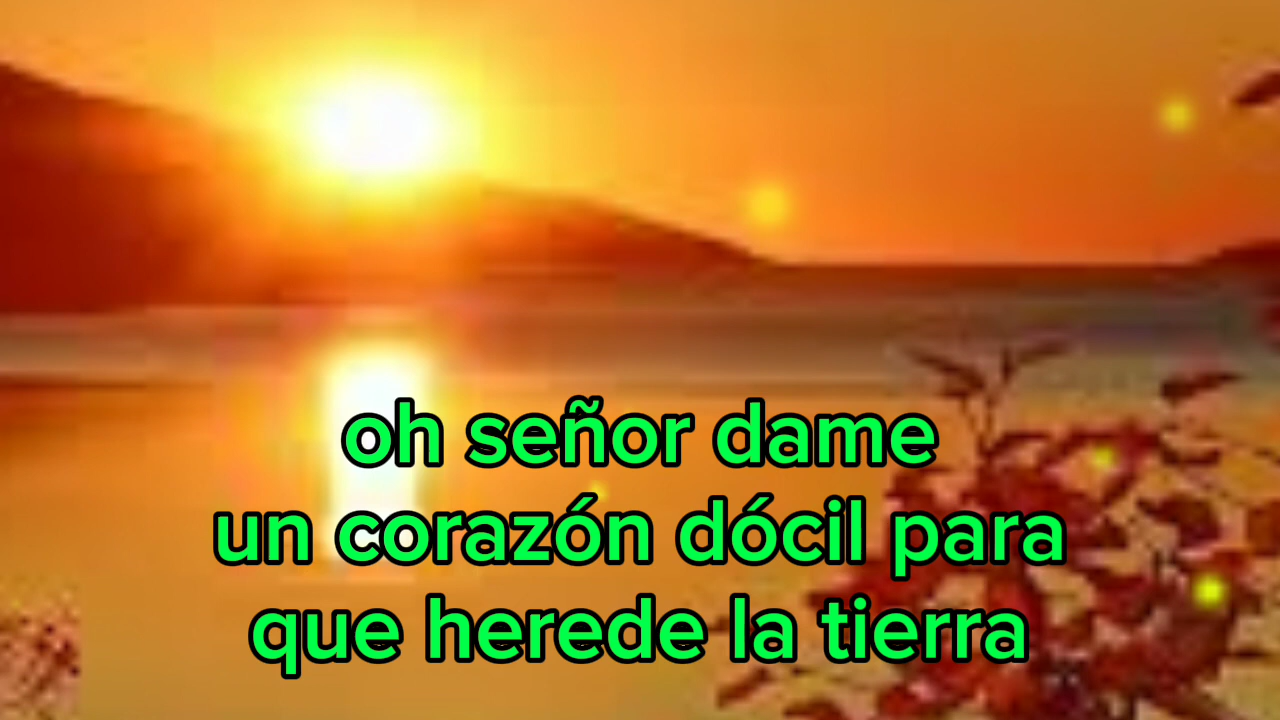 oh señor dame
un corazón dócil para
que herede la tierra